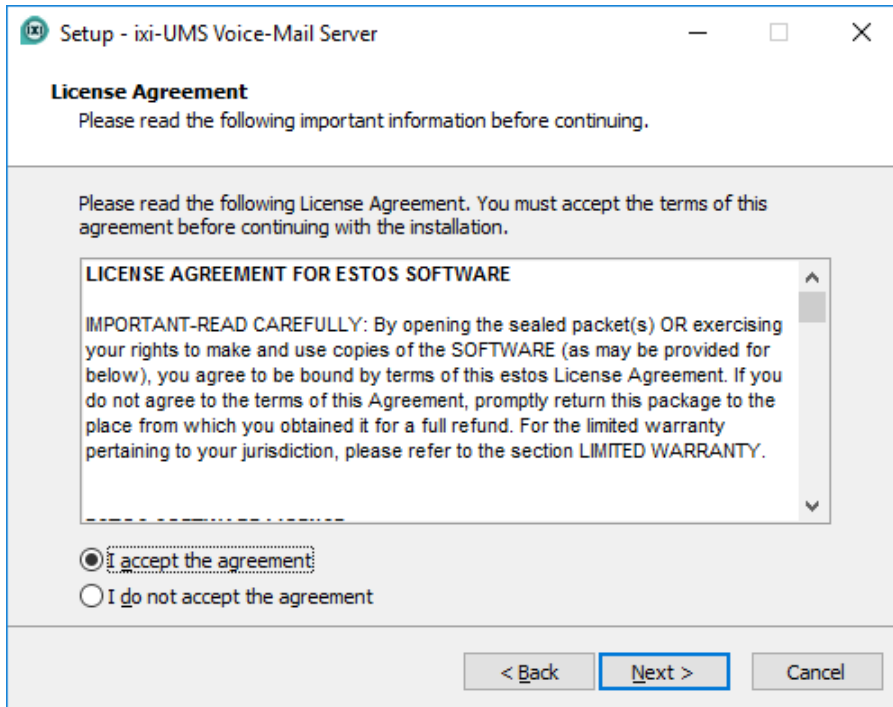 ixi Setup - ixi-UMS Voice-Mail Server
License Agreement
Please read the following important information before continuing.
Please read the following License Agreement. You must accept the terms of this
agreement before continuing with the installation.
LICENSE AGREEMENT FOR ESTOS SOFTWARE
IMPORTANT-READ CAREFULLY: By opening the sealed packet(s) OR exercising
your rights to make and use copies of the SOFTWARE (as may be provided for
below), you agree to be bound by terms of this estos License Agreement. If you
do not agree to the terms of this Agreement, promptly return this package to the
place from which you obtained it for a full refund. For the limited warranty
pertaining to your jurisdiction, please refer to the section LIMITED WARRANTY.
I accept the agreement
I do not accept the agreement
< Back Next > Cancel